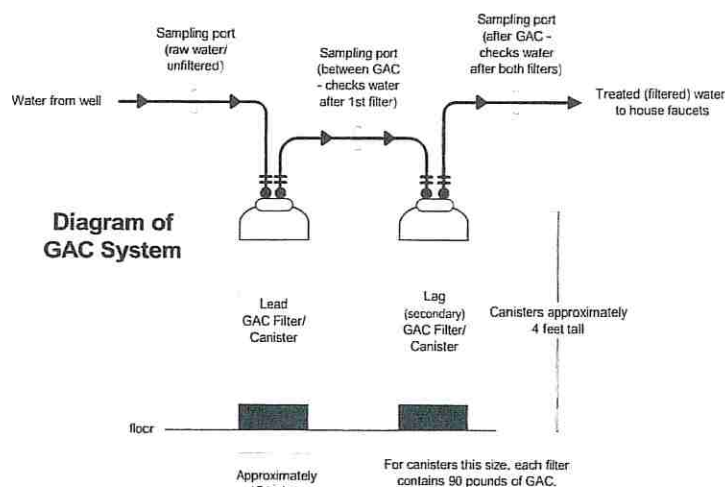 Sampling port
(raw water/
unfiltered)
Sampling port
(between GAC
- checks water
after 1st filter)
Sampling port
(after GAC -
checks water
after both filters)
Water from well
Treated (filtered) water
to house faucets
Diagram of
GAC System
Lead
GAC Filter/
Canister
Lag
(secondary)
GAC Filter/
Canister
Canisters approximately
4 feet tall
floor
Approximately
For canisters this size, each filter
contains 90 pounds of GAC.